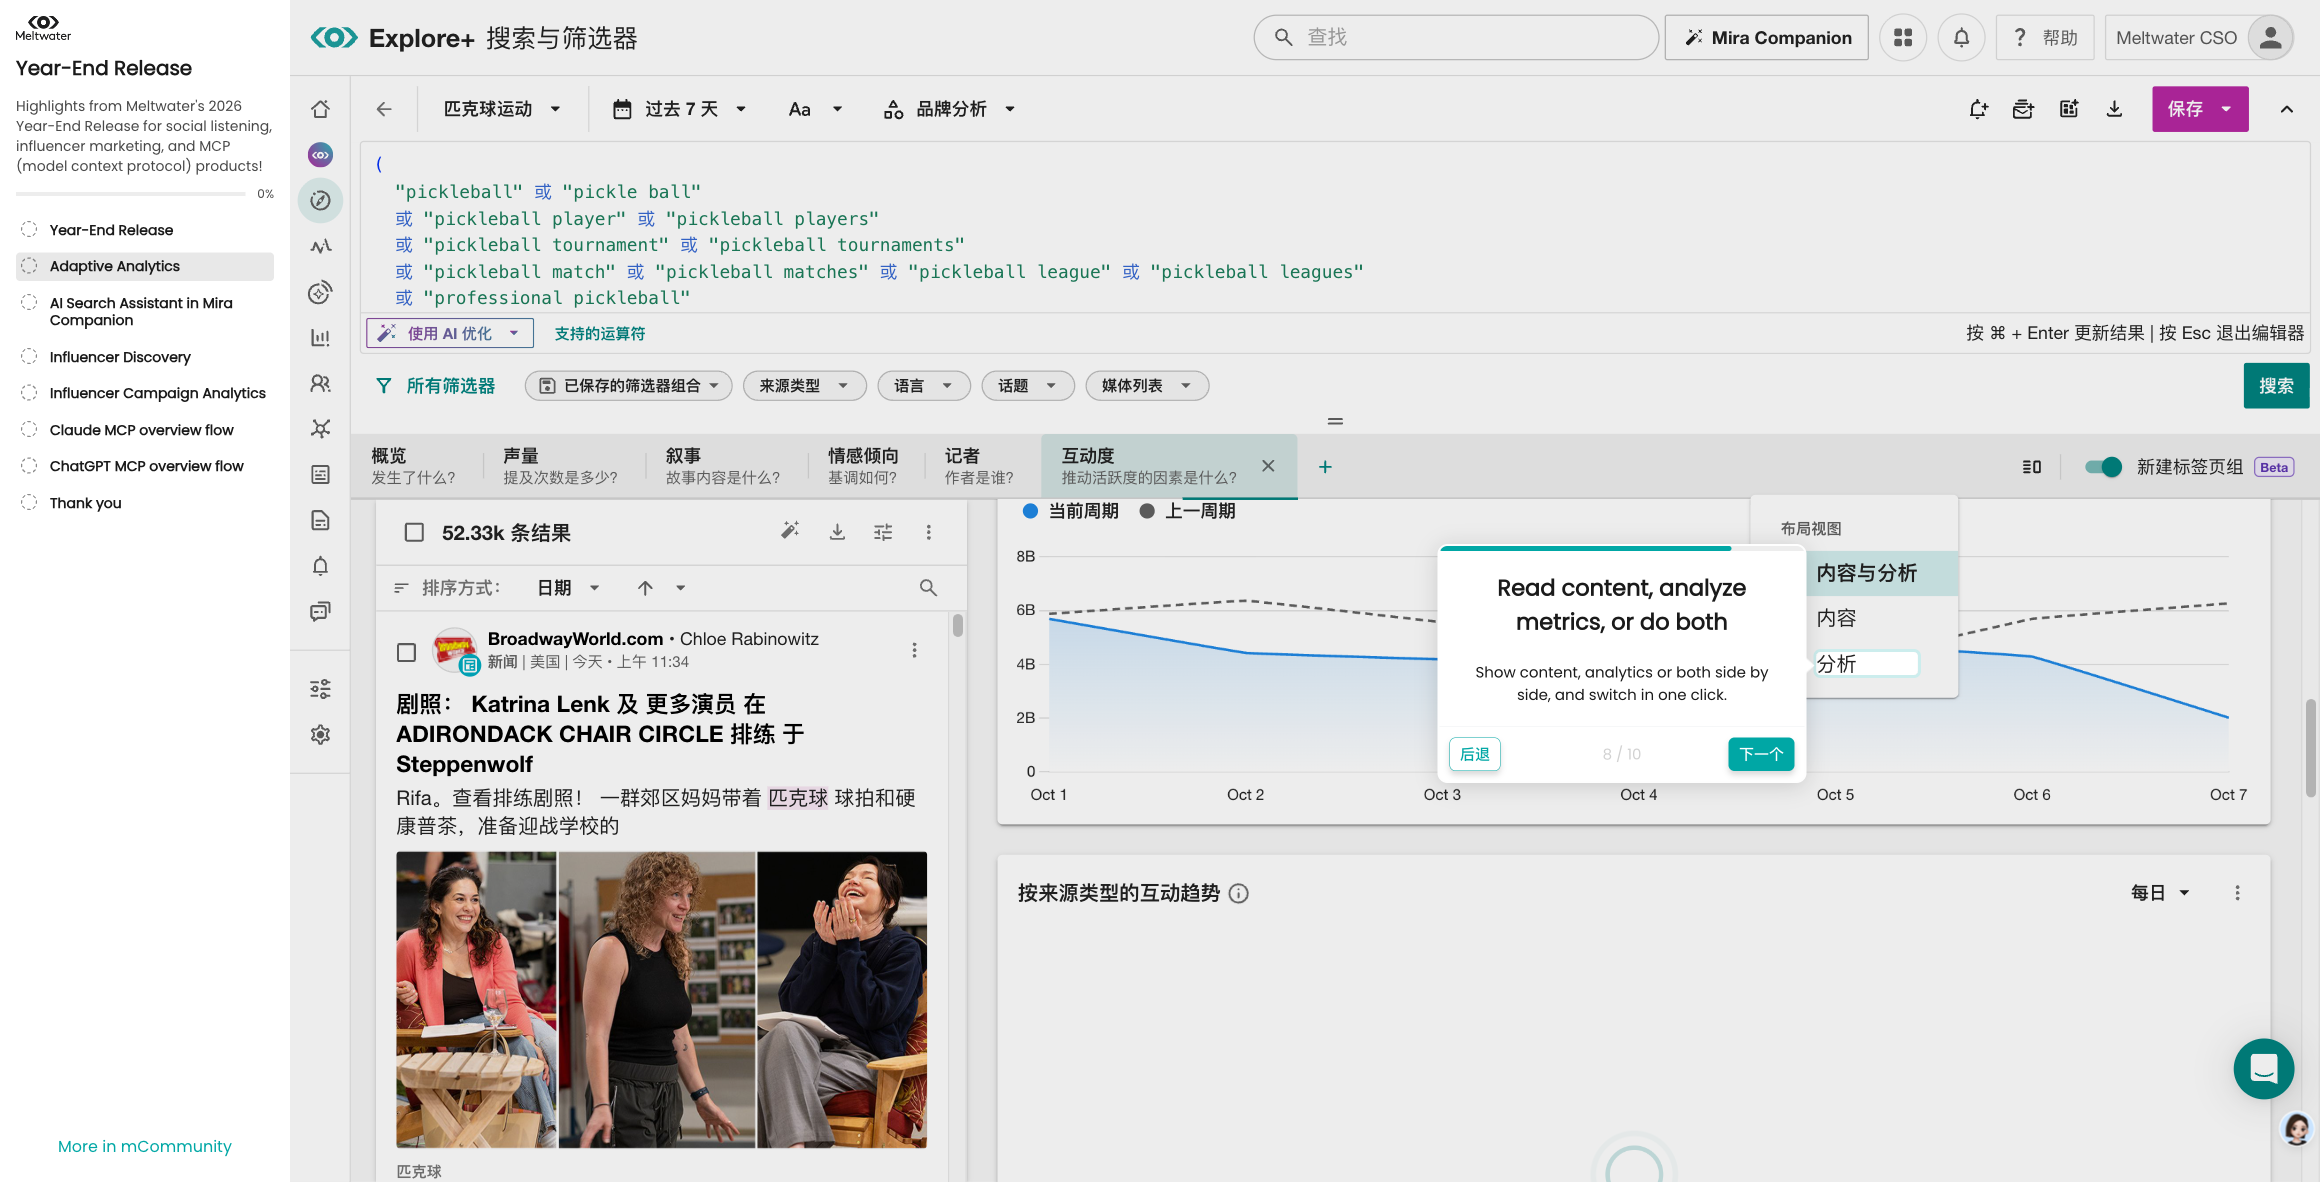 Meltwater
Year-End Release
Highlights from Meltwater's 2026
Year-End Release for social listening,
influencer marketing, and MCP
(model context protocol) products!
0%
Year-End Release
Adaptive Analytics
AI Search Assistant in Mira
Companion
Influencer Discovery
Influencer Campaign Analytics
Claude MCP overview flow
ChatGPT MCP overview flow
Thank you
More in mCommunity
Explore+ 搜索与筛选器
查找
Mira Companion
? 帮助
Meltwater CSO
匹克球运动
过去 7 天
Aa
品牌分析
保存
(
"pickleball" 或 "pickle ball"
或 "pickleball player" 或 "pickleball players"
或 "pickleball tournament" 或 "pickleball tournaments"
或 "pickleball match" 或 "pickleball matches" 或 "pickleball league" 或 "pickleball leagues"
或 "professional pickleball"
使用 AI 优化
支持的运算符
按 ⌘ + Enter 更新结果 | 按 Esc 退出编辑器
所有筛选器
已保存的筛选器组合
来源类型
语言
话题
媒体列表
搜索
概览
发生了什么?
声量
提及次数是多少?
叙事
故事内容是什么?
情感倾向
基调如何?
记者
作者是谁?
互动度
推动活跃度的因素是什么?
新建标签页组 Beta
52.33k 条结果
排序方式:
日期
BroadwayWorld.com • Chloe Rabinowitz
新闻 | 美国 | 今天 • 上午 11:34
剧照： Katrina Lenk 及 更多演员 在
ADIRONDACK CHAIR CIRCLE 排练 于
Steppenwolf
Rifa。查看排练剧照！ 一群郊区妈妈带着 匹克球 球拍和硬
康普茶，准备迎战学校的
匹克球
当前周期
上一周期
8B
6B
4B
2B
0
Oct 1
Oct 2
Oct 3
Oct 4
Oct 5
Oct 6
Oct 7
布局视图
内容与分析
内容
分析
Read content, analyze
metrics, or do both
Show content, analytics or both side by
side, and switch in one click.
后退
8 / 10
下一个
按来源类型的互动趋势
每日